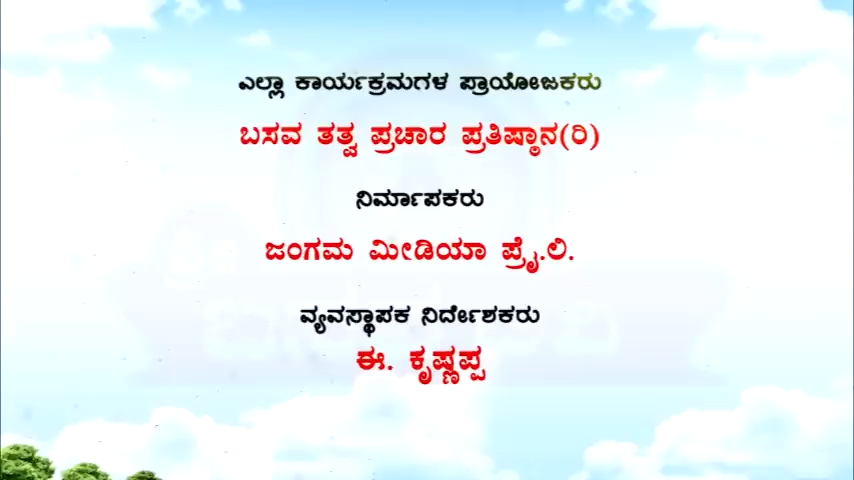 ಎಲ್ಲಾ ಕಾರ್ಯಕ್ರಮಗಳ ಪ್ರಾಯೋಜಕರು
ಬಸವ ತತ್ವ ಪ್ರಚಾರ ಪ್ರತಿಷ್ಠಾನ(ರಿ)
ನಿರ್ಮಾಪಕರು
ಜಂಗಮ ಮೀಡಿಯಾ ಪ್ರೈ.ಲಿ.
ವ್ಯವಸ್ಥಾಪಕ ನಿರ್ದೇಶಕರು
ಈ. ಕೃಷ್ಣಪ್ಪ